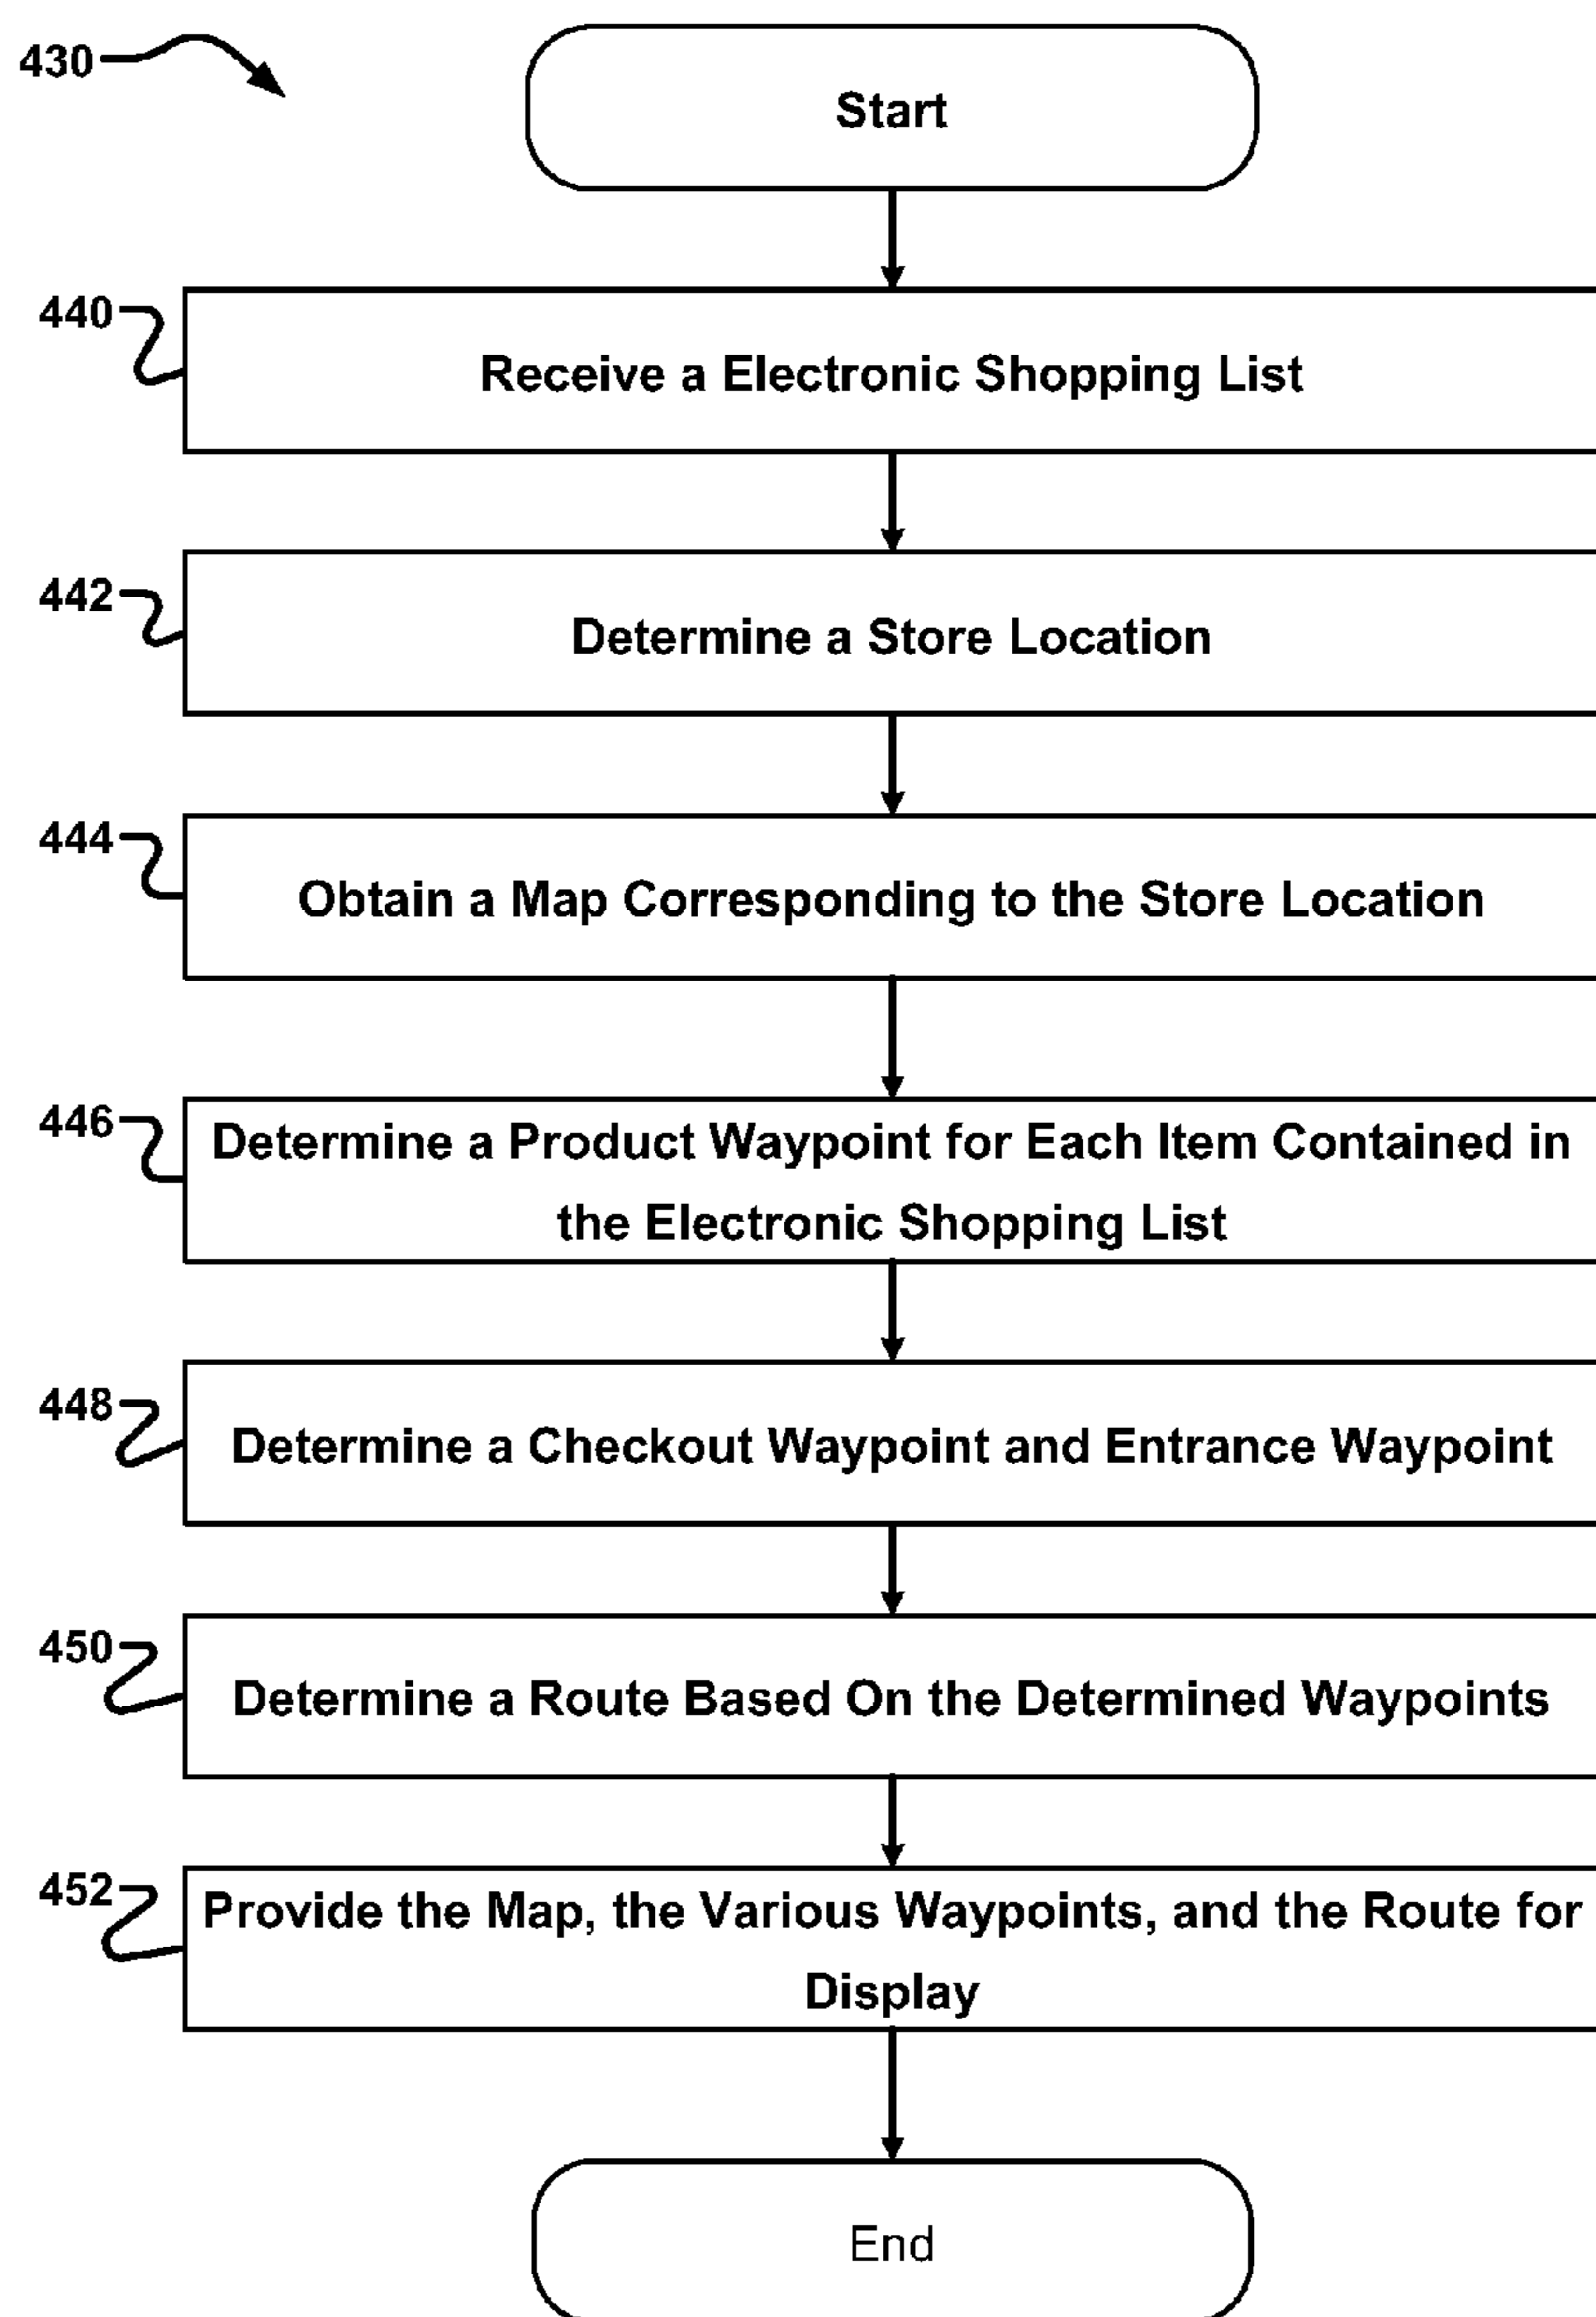 430
Start
440
Receive a Electronic Shopping List
442
Determine a Store Location
444
Obtain a Map Corresponding to the Store Location
446
Determine a Product Waypoint for Each Item Contained in
the Electronic Shopping List
448
Determine a Checkout Waypoint and Entrance Waypoint
450
Determine a Route Based On the Determined Waypoints
452
Provide the Map, the Various Waypoints, and the Route for
Display
End